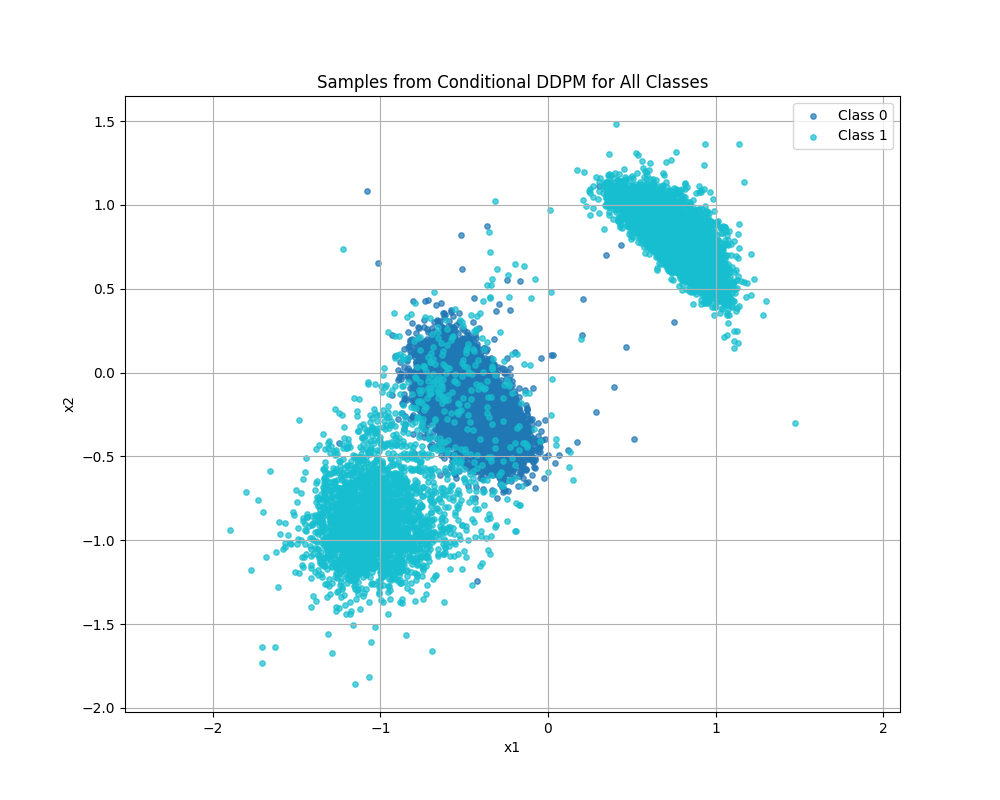 Samples from Conditional DDPM for All Classes
Class 0
Class 1
1.5
1.0
0.5
0.0
−0.5
−1.0
−1.5
−2.0
x2
−2
−1
0
1
2
x1